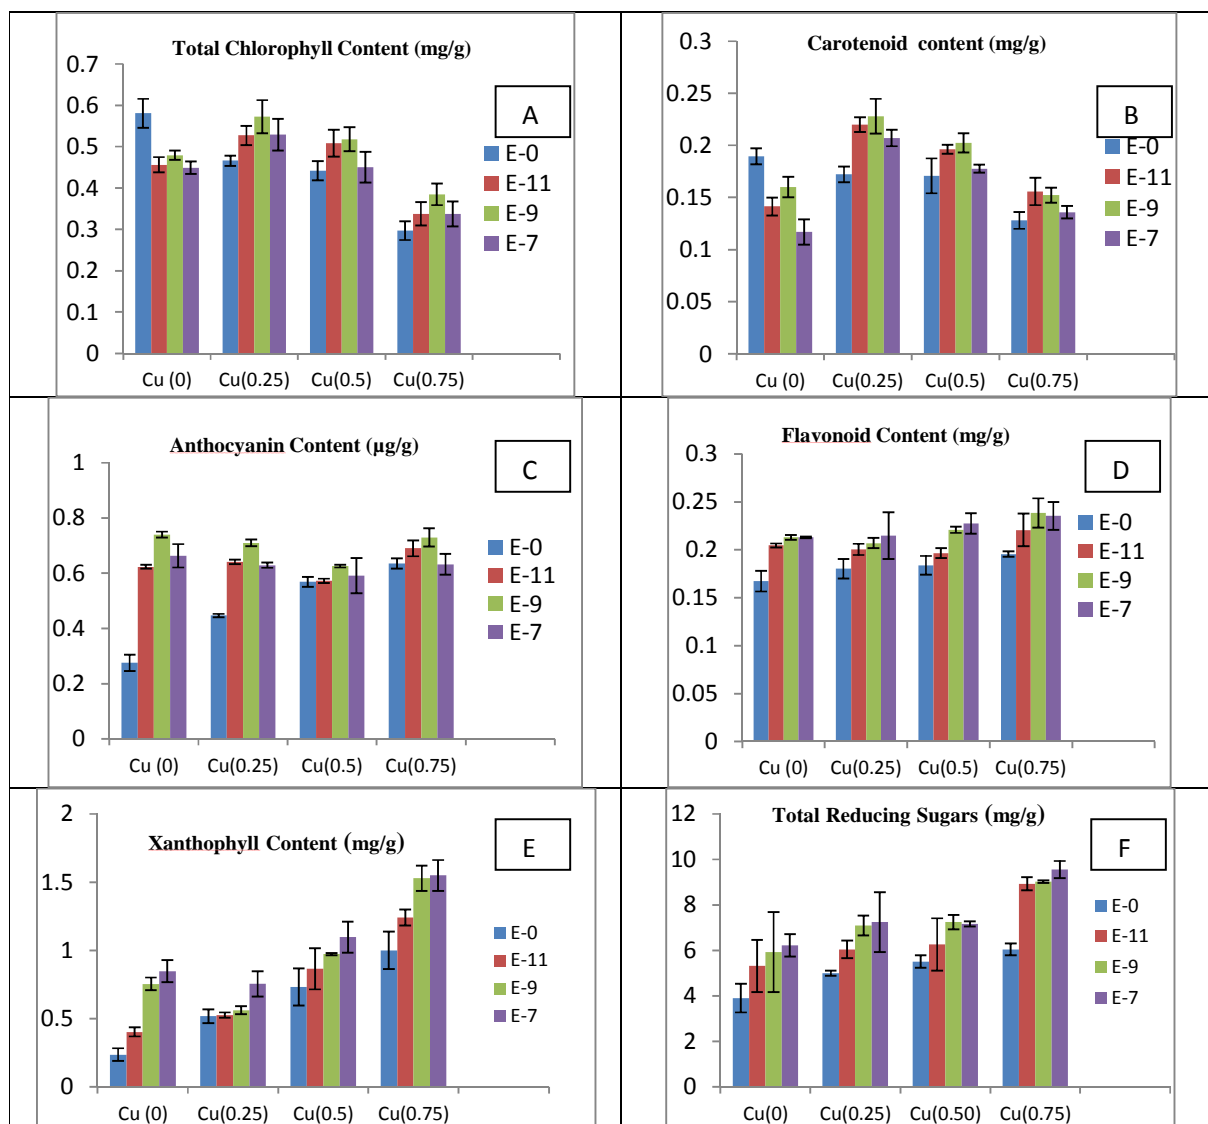 Total Chlorophyll Content (mg/g)
A
0.7
0.6
0.5
0.4
0.3
0.2
0.1
0
E-0
E-11
E-9
E-7
Cu (0) Cu(0.25) Cu(0.5) Cu(0.75)
Carotenoid content (mg/g)
B
0.3
0.25
0.2
0.15
0.1
0.05
0
E-0
E-11
E-9
E-7
Cu (0) Cu(0.25) Cu(0.5) Cu(0.75)
Anthocyanin Content (µg/g)
C
1
0.8
0.6
0.4
0.2
0
E-0
E-11
E-9
E-7
Cu (0) Cu(0.25) Cu(0.5) Cu(0.75)
Flavonoid Content (mg/g)
D
0.3
0.25
0.2
0.15
0.1
0.05
0
E-0
E-11
E-9
E-7
Cu (0) Cu(0.25) Cu(0.5) Cu(0.75)
Xanthophyll Content (mg/g)
E
2
1.5
1
0.5
0
E-0
E-11
E-9
E-7
Cu (0) Cu(0.25) Cu(0.5) Cu(0.75)
Total Reducing Sugars (mg/g)
F
12
10
8
6
4
2
0
E-0
E-11
E-9
E-7
Cu(0) Cu(0.25) Cu(0.50) Cu(0.75)